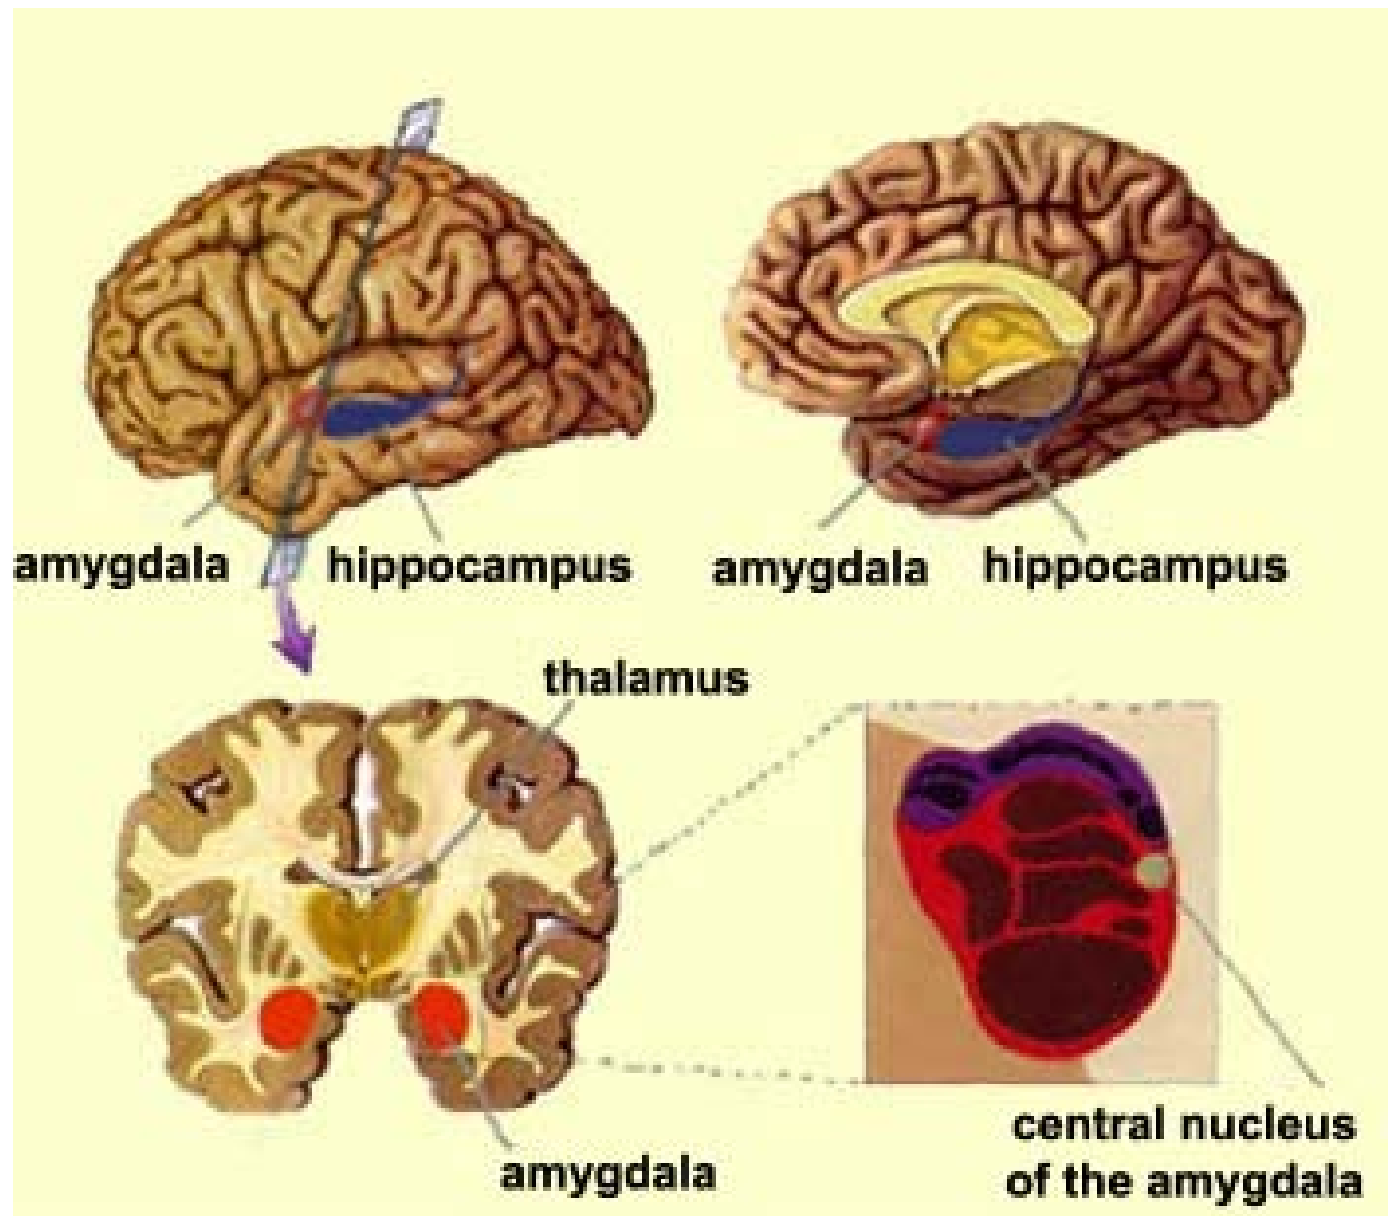 amygdala
hippocampus
amygdala
hippocampus
thalamus
amygdala
central nucleus
of the amygdala